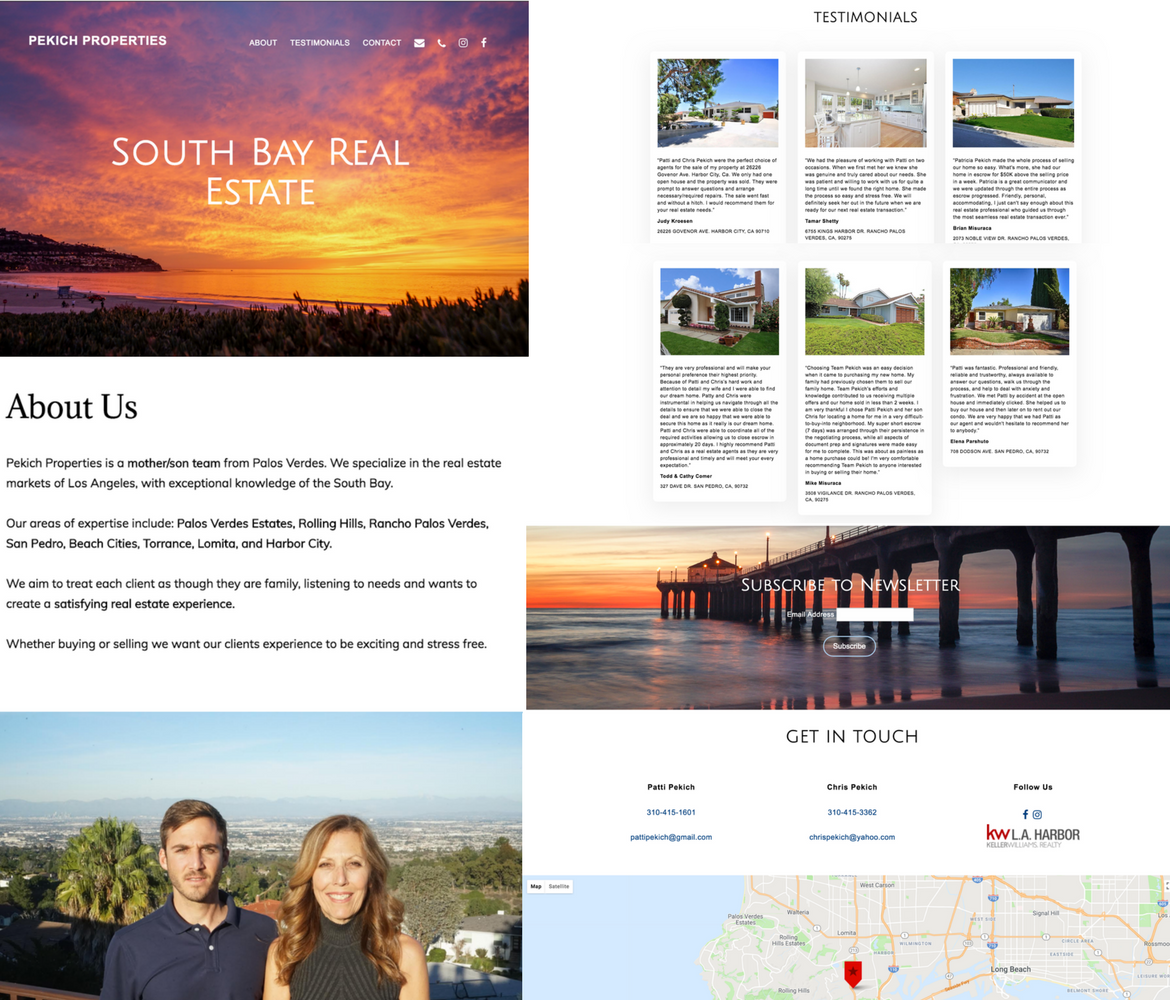 PEKICH PROPERTIES
ABOUT TESTIMONIALS CONTACT
SOUTH BAY REAL
ESTATE
About Us
Pekich Properties is a mother/son team from Palos Verdes. We specialize in the real estate
markets of Los Angeles, with exceptional knowledge of the South Bay.
Our areas of expertise include: Palos Verdes Estates, Rolling Hills, Rancho Palos Verdes,
San Pedro, Beach Cities, Torrance, Lomita, and Harbor City.
We aim to treat each client as though they are family, listening to needs and wants to
create a satisfying real estate experience.
Whether buying or selling we want our clients experience to be exciting and stress free.
TESTIMONIALS
"Patti and Chris Pekich were the perfect choice of
agents for the sale of my property at 26226
Govenor Ave. Harbor City, Ca. We only had one
open house and the property was sold. They were
prompt to answer questions and arrange
necessary/required repairs. The sale went fast
and without a hitch. I would recommend them for
your real estate needs."
Judy Kroesen
26226 GOVENOR AVE. HARBOR CITY, CA 90710
"We had the pleasure of working with Patti on two
occasions. When we first met her we knew she
was genuine and truly cared about our needs. She
was patient and willing to work with us for quite a
long time until we found the right home. She made
the process so easy and stress free. We will
definitely seek her out in the future when we are
ready for our next real estate transaction."
Tamar Shetty
6755 KINGS HARBOR DR. RANCHO PALOS
VERDES, CA, 90275
"Patricia Pekich made the whole process of selling
our home so easy. What's more, she had our
home in escrow for $50K above the selling price
in a week. Patricia is a great communicator and
we were updated through the entire process as
escrow progressed. Friendly, personal,
accommodating, I just can't say enough about this
real estate professional who guided us through
the most seamless real estate transaction ever."
Brian Misuraca
2073 NOBLE VIEW DR. RANCHO PALOS VERDES,
"They are very professional and will make your
personal preference their highest priority.
Because of Patti and Chris's hard work and
attention to detail my wife and I were able to find
our dream home. Patty and Chris were
instrumental in helping us navigate through all the
details to ensure that we were able to close the
deal and we are so happy that we were able to
secure this home as it really is our dream home.
Patti and Chris were able to coordinate all of the
required activities allowing us to close escrow in
approximately 20 days. I highly recommend Patti
and Chris as a real estate agents as they are very
professional and timely and will meet your every
expectation."
Todd & Cathy Comer
327 DAVE DR. SAN PEDRO, CA, 90732
"Choosing Team Pekich was an easy decision
when it came to purchasing my new home. My
family had previously chosen them to sell our
family home. Team Pekich's efforts and
knowledge contributed to us receiving multiple
offers and our home sold in less than 2 weeks. I
am very thankful I chose Patti Pekich and her son
Chris for locating a home for me in a very difficult-
to-buy-into neighborhood. My super short escrow
(7 days) was arranged through their persistence in
the negotiating process, while all aspects of
document prep and signatures were made easy
for me to complete. This was about as painless as
a home purchase could be! I'm very comfortable
recommending Team Pekich to anyone interested
in buying or selling their home."
Mike Misuraca
3508 VIGILANCE DR. RANCHO PALOS VERDES,
CA, 90275
"Patti was fantastic. Professional and friendly,
reliable and trustworthy, always available to
answer our questions, walk us through the
process, and help to deal with anxiety and
frustration. We met Patti by accident at the open
house and immediately clicked. She helped us to
buy our house and then later on to rent out our
condo. We are very happy that we had Patti as
our agent and wouldn't hesitate to recommend her
to anybody."
Elena Parshuta
708 DODSON AVE. SAN PEDRO, CA, 90732
SUBSCRIBE TO NEWSLETTER
Email Address
Subscribe
GET IN TOUCH
Patti Pekich
310-415-1601
pattipekich@gmail.com
Chris Pekich
310-415-3362
chrispekich@yahoo.com
Follow Us
kw L.A. HARBOR
KELLERWILLIAMS. REALTY
Map Satellite
West Carson
Palos Verdes
Estates
Walteria
Lomita
Rolling
Hills Estates
HARBOR
WILMINGTON
WEST SIDE
Signal Hill
CIRCLE AREA
EASTSIDE
Los
Rossmoor
Long Beach
BELMONT SHORE
LEISURE WOR
Rolling Hills